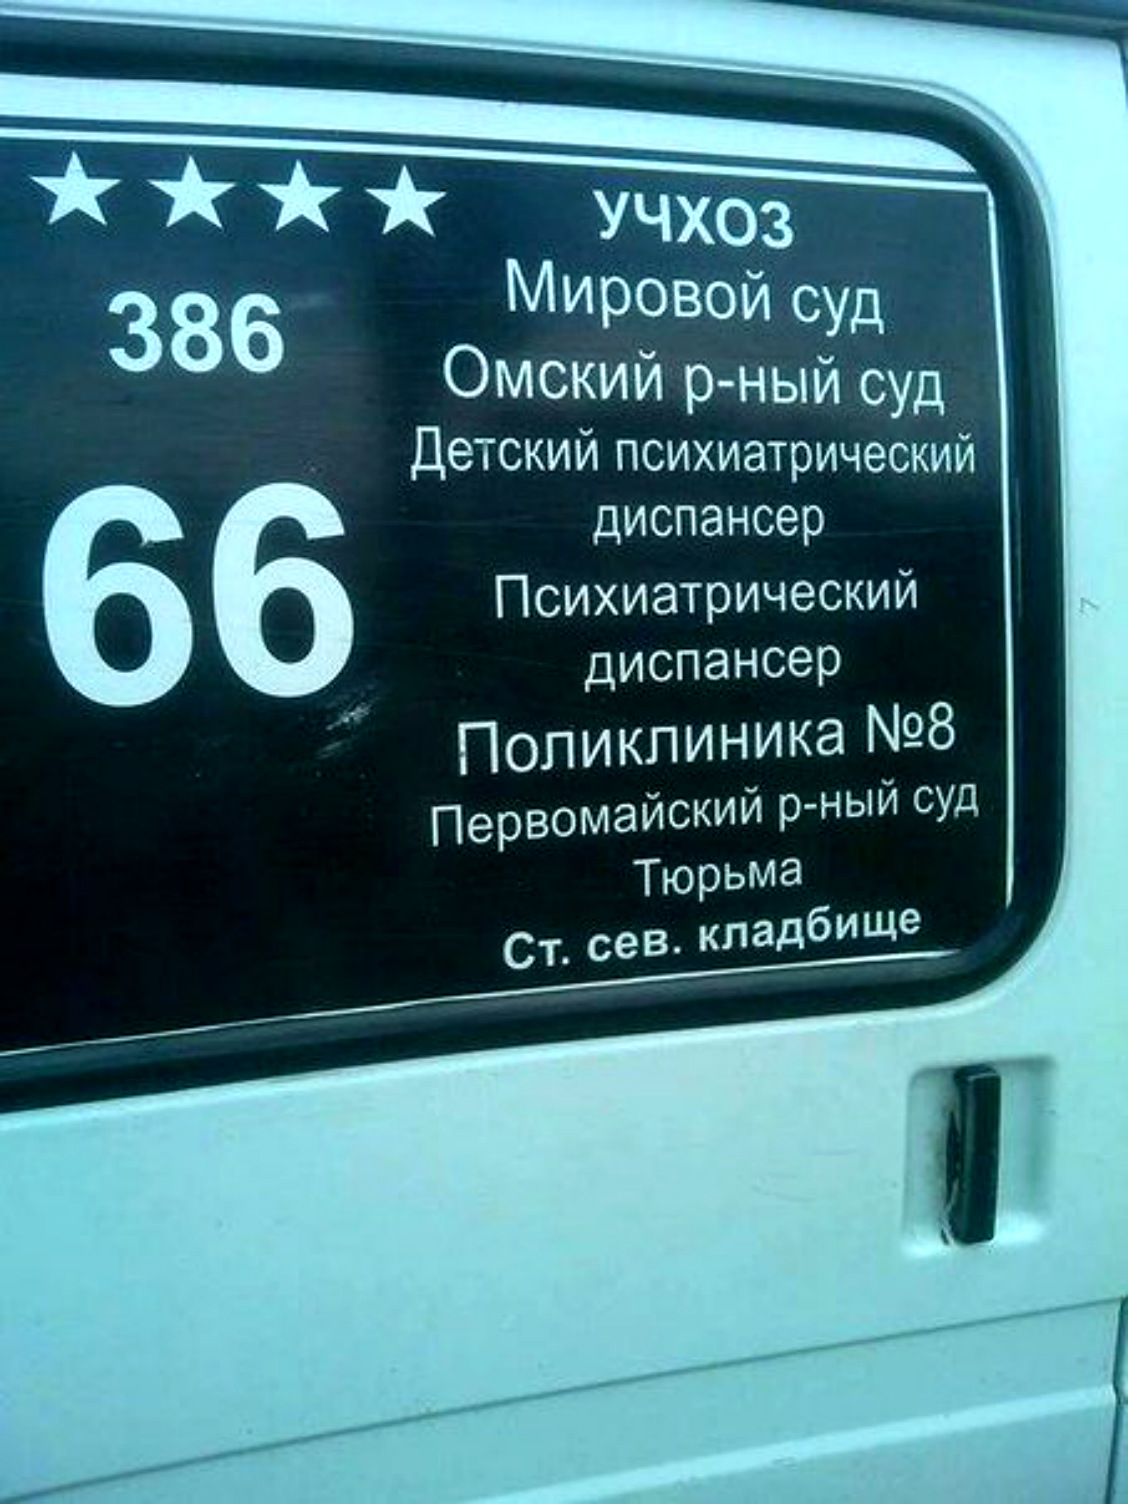 386
66
УЧХОЗ
Мировой суд
Омский р-ный суд
Детский психиатрический
диспансер
Психиатрический
диспансер
Поликлиника №8
Первомайский р-ный суд
Тюрьма
Ст. сев. кладбище